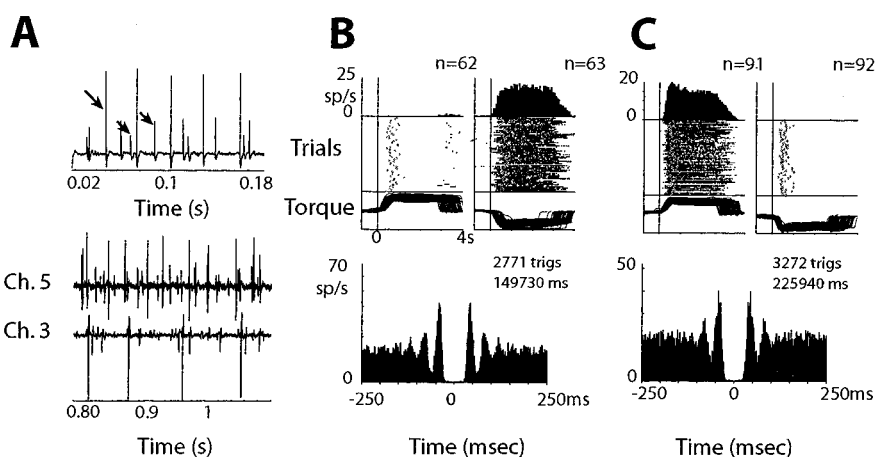 A
0.02 0.1 0.18
Time (s)
Ch. 5
Ch. 3
0.80 0.9 1
Time (s)
B
n=62 n=63
25
sp/s
0
Trials
Torque
0 4s
70
sp/s
0
2771 trigs
149730 ms
-250 0 250ms
Time (msec)
C
n=91 n=92
20
0
50
0
3272 trigs
225940 ms
-250 0 250ms
Time (msec)